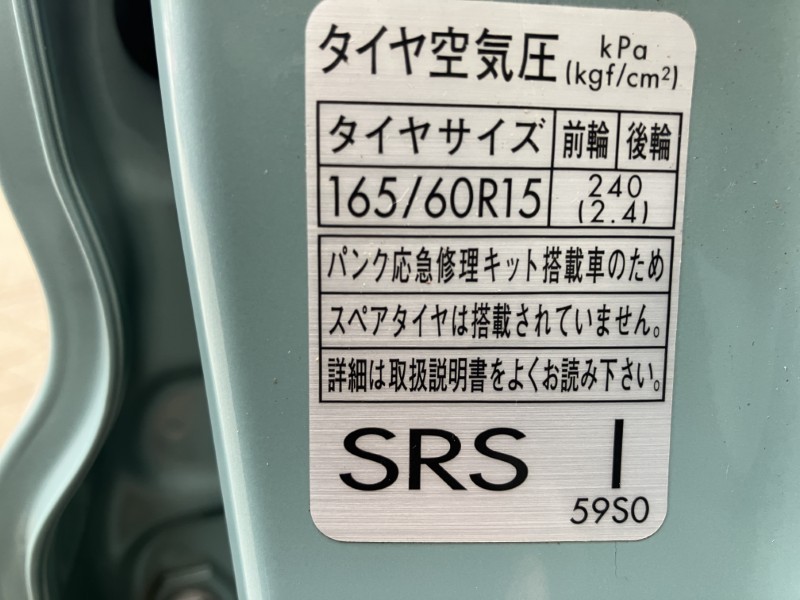 タイヤ空気圧 kPa
(kgf/cm²)
タイヤサイズ 前輪 後輪
165/60R15 240
(2.4)
パンク応急修理キット搭載車のため
スペアタイヤは搭載されていません。
詳細は取扱説明書をよくお読み下さい。
SRS I
59S0